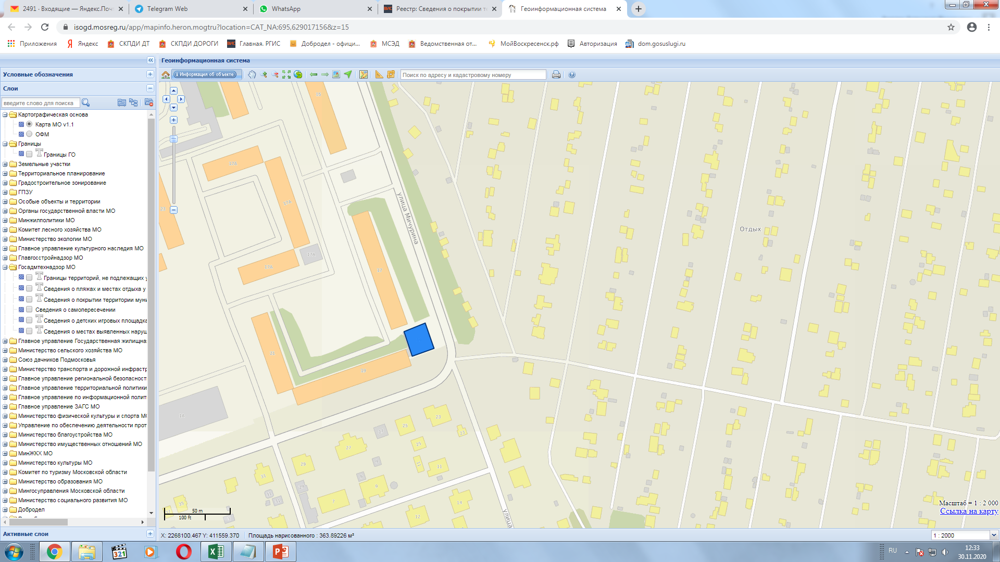 2491 · Входящие — Яндекс.Поч
Telegram Web
WhatsApp
Реестр: Сведения о покрытии т
Геоинформационная система
isogd.mosreg.ru/app/mapinfo.heron.mogtru?location=CAT_NA:695,629017156&z=15
Приложения
Яндекс
СКПДИ ДТ
СКПДИ ДОРОГИ
Главная. РГИС
Добродел - офици...
МСЭД
Ведомственная от...
МойВоскресенск.рф
Авторизация
dom.gosuslugi.ru
Геоинформационная система
Условные обозначения
Информация об объекте
Поиск по адресу и кадастровому номеру
Слои
введите слово для поиска
Картографическая основа
Карта МО v1.1
ОФМ
Границы
Границы ГО
Земельные участки
Территориальное планирование
Градостроительное зонирование
ГПЗУ
Особые объекты и территории
Органы государственной власти МО
Минжилполитики МО
Комитет лесного хозяйства МО
Министерство экологии МО
Главное управление культурного наследия МО
Главгосстройнадзор МО
Госадмтехнадзор МО
Границы территорий, не подлежащих у
Сведения о пляжах и местах отдыха у
Сведения о покрытии территории муни
Сведения о самопересечении
Сведения о детских игровых площадка
Сведения о местах выявленных наруш
Главное управление Государственная жилищна
Министерство сельского хозяйства МО
Союз дачников Подмосковья
Министерство транспорта и дорожной инфрастр
Главное управление региональной безопасност
Главное управление территориальной политики
Главное управление по информационной полит
Главное управление ЗАГС МО
Министерство физической культуры и спорта МО
Управление по обеспечению деятельности прот
Министерство благоустройства МО
Министерство имущественных отношений МО
МинЖКХ МО
Министерство культуры МО
Комитет по туризму Московской области
Министерство образования МО
Мингосуправления Московской области
Министерство социального развития МО
Добродел
Активные слои
25
17А
17А
23
17А
17А
17
21
19
1А
улица Мичурина
Отдых
23
25
27
23
27
25
29
9
11
11
31
9
29
9
31
31
35
7
14
12
улица
50 m
100 ft
Масштаб = 1 : 2 000
Ссылка на карту
X: 2268100.467 Y: 411559.370
Площадь нарисованного : 363.89226 м²
1 : 2000
321
RU
12:33
30.11.2020